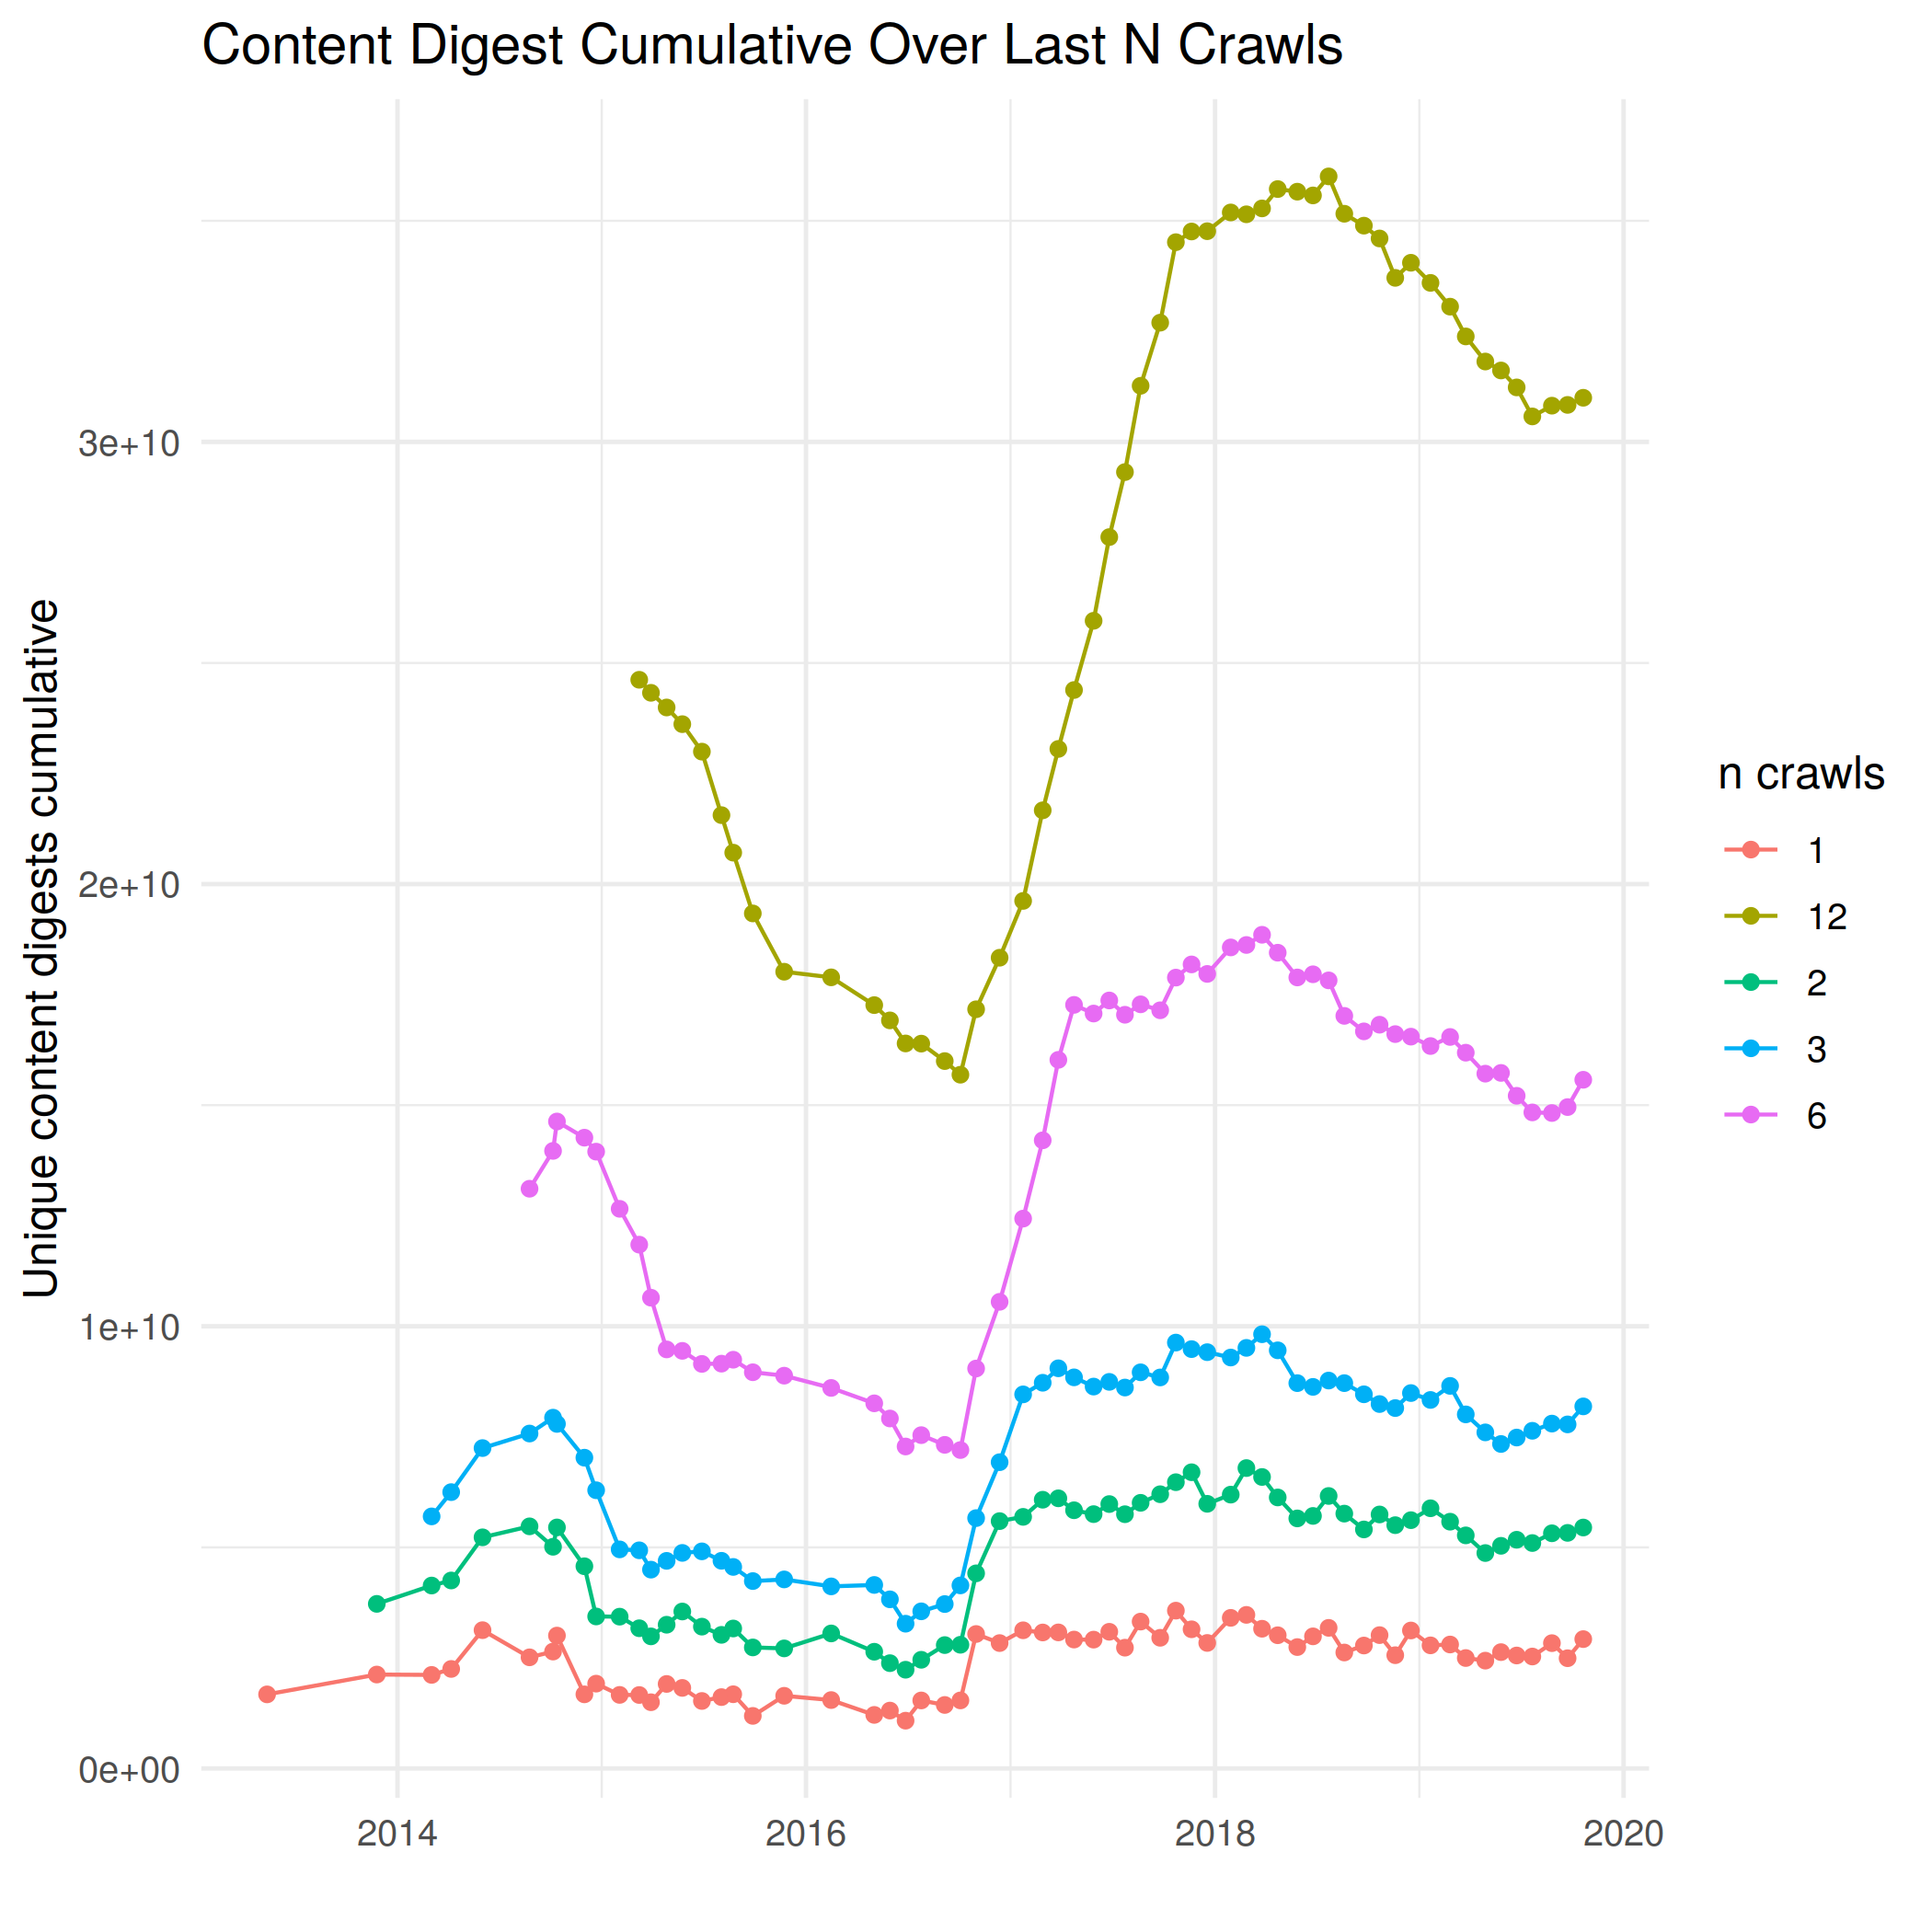 Content Digest Cumulative Over Last N Crawls
Unique content digests cumulative
3e+10
2e+10
1e+10
0e+00
2014
2016
2018
2020
n crawls
1
12
2
3
6